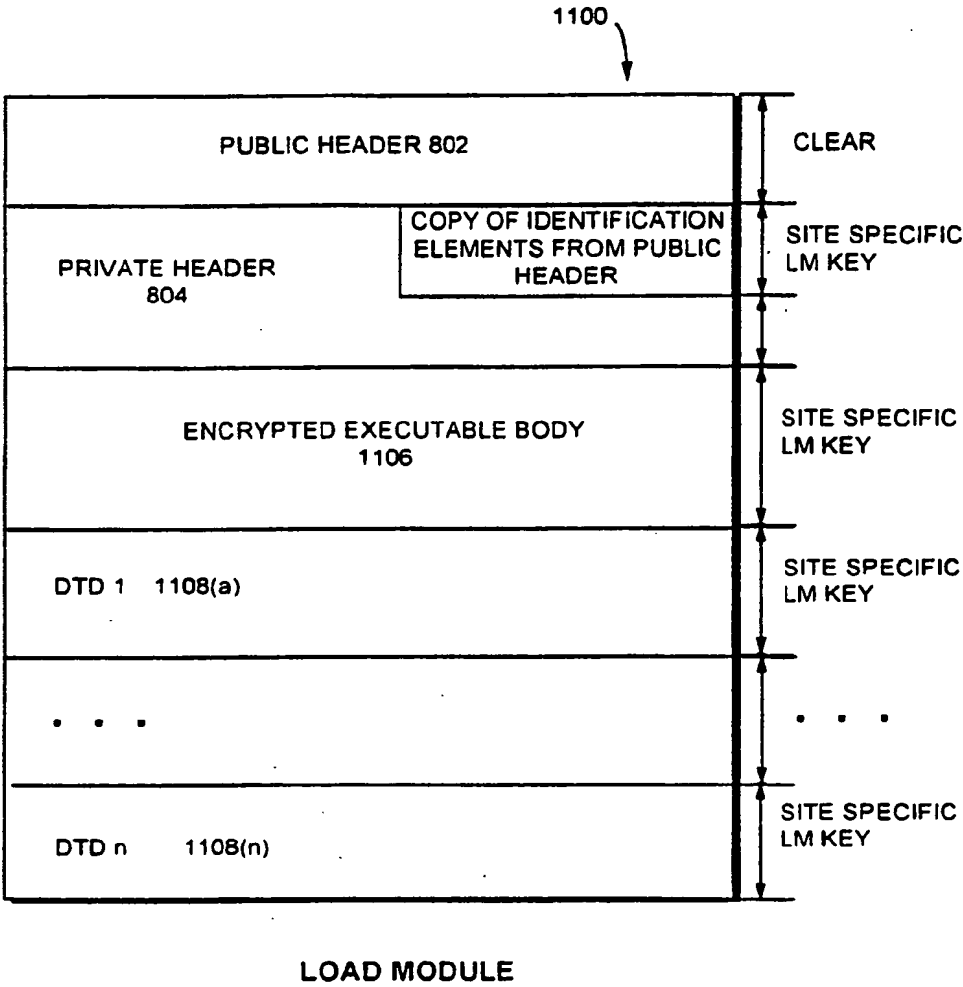 1100
PUBLIC HEADER 802
CLEAR
COPY OF IDENTIFICATION
ELEMENTS FROM PUBLIC
HEADER
SITE SPECIFIC
LM KEY
PRIVATE HEADER
804
ENCRYPTED EXECUTABLE BODY
1106
SITE SPECIFIC
LM KEY
DTD 1 1108(a)
SITE SPECIFIC
LM KEY
. . .
. . .
DTD n 1108(n)
SITE SPECIFIC
LM KEY
LOAD MODULE